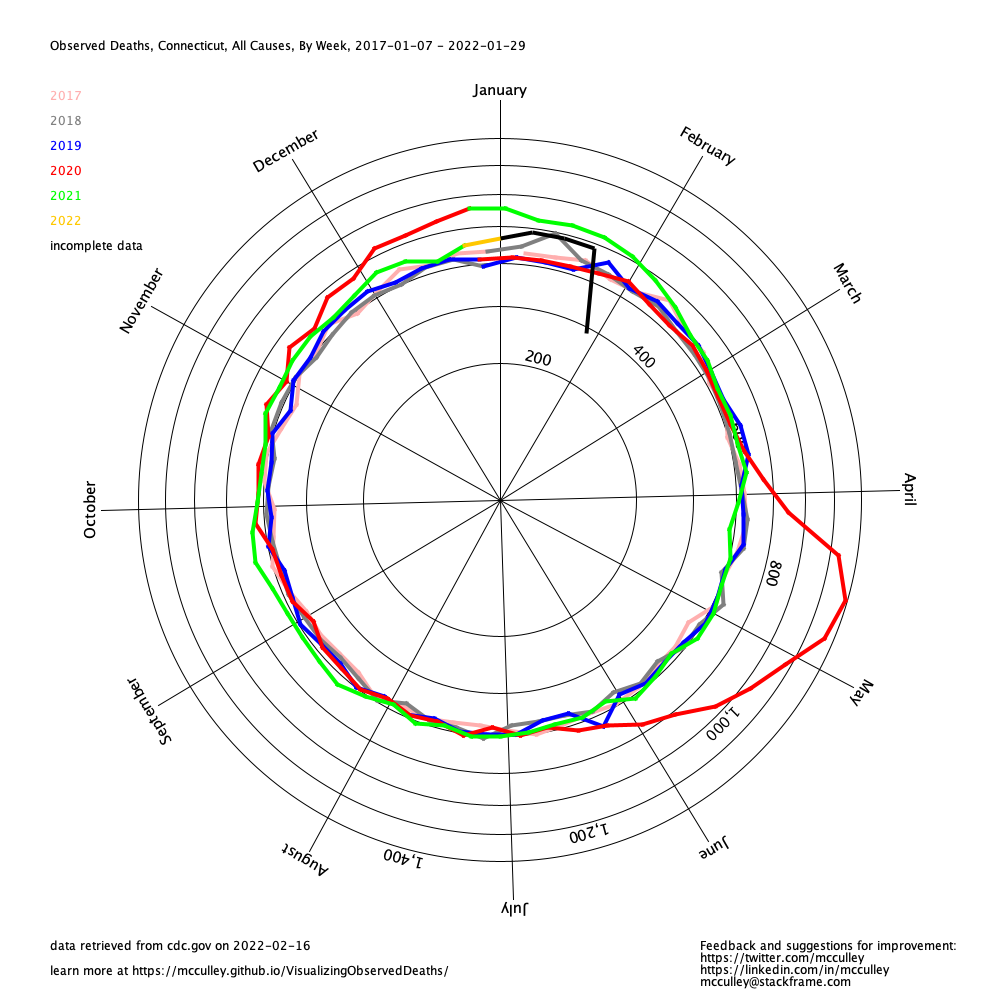 Observed Deaths, Connecticut, All Causes, By Week, 2017-01-07 - 2022-01-29
January
2017
2018
2019
2020
2021
2022
incomplete data
December
February
November
March
200
400
October
April
800
September
May
1,000
August
1,400
1,200
June
July
data retrieved from cdc.gov on 2022-02-16
learn more at https://mcculley.github.io/VisualizingObservedDeaths/
Feedback and suggestions for improvement:
https://twitter.com/mcculley
https://linkedin.com/in/mcculley
mcculley@stackframe.com